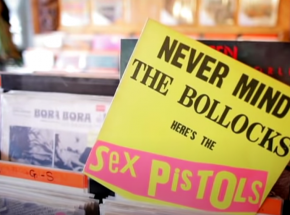 NEVER MIND
THE BOLLOCKS
HERE'S THE
Sex PISTOLS
BORA BORA
G-S